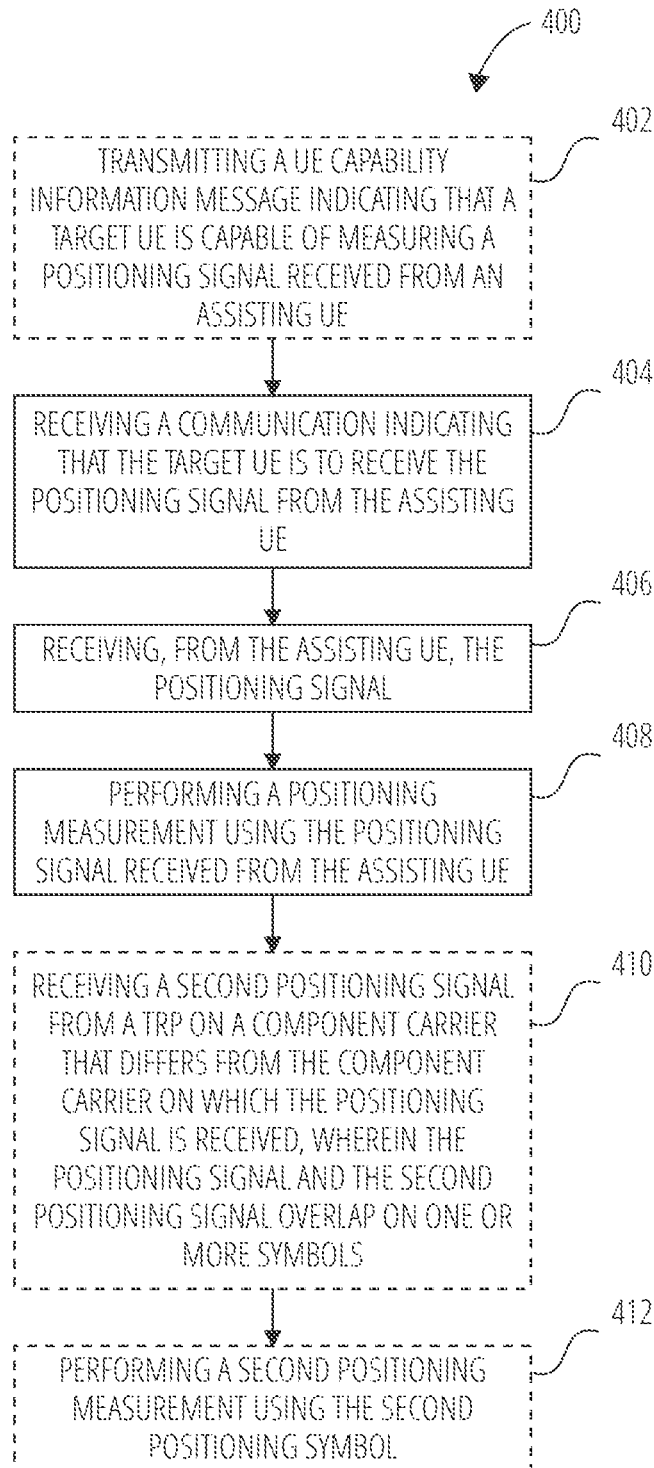 400
402
TRANSMITTING A UE CAPABILITY
INFORMATION MESSAGE INDICATING THAT A
TARGET UE IS CAPABLE OF MEASURING A
POSITIONING SIGNAL RECEIVED FROM AN
ASSISTING UE
404
RECEIVING A COMMUNICATION INDICATING
THAT THE TARGET UE IS TO RECEIVE THE
POSITIONING SIGNAL FROM THE ASSISTING
UE
406
RECEIVING, FROM THE ASSISTING UE, THE
POSITIONING SIGNAL
408
PERFORMING A POSITIONING
MEASUREMENT USING THE POSITIONING
SIGNAL RECEIVED FROM THE ASSISTING UE
410
RECEIVING A SECOND POSITIONING SIGNAL
FROM A TRP ON A COMPONENT CARRIER
THAT DIFFERS FROM THE COMPONENT
CARRIER ON WHICH THE POSITIONING
SIGNAL IS RECEIVED, WHEREIN THE
POSITIONING SIGNAL AND THE SECOND
POSITIONING SIGNAL OVERLAP ON ONE OR
MORE SYMBOLS
412
PERFORMING A SECOND POSITIONING
MEASUREMENT USING THE SECOND
POSITIONING SYMBOL